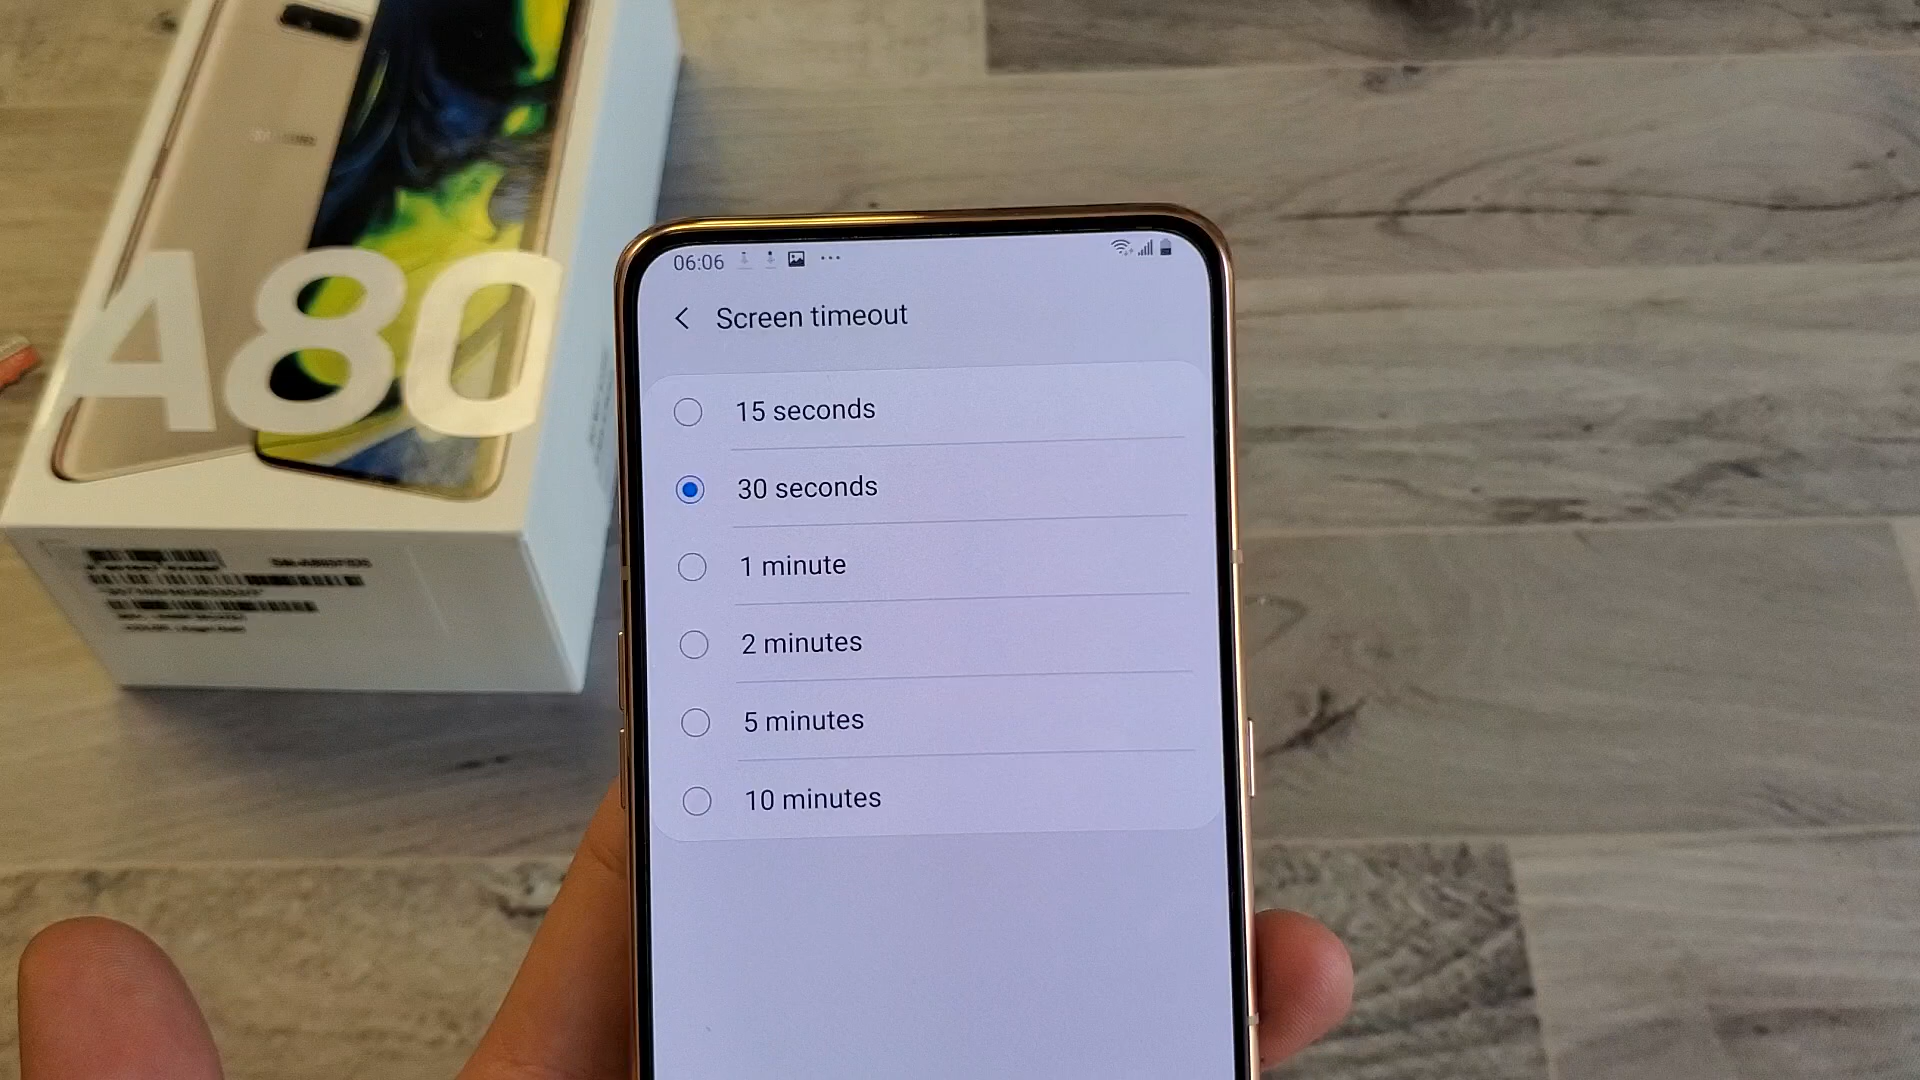 A80
06:06
Screen timeout
15 seconds
30 seconds
1 minute
2 minutes
5 minutes
10 minutes